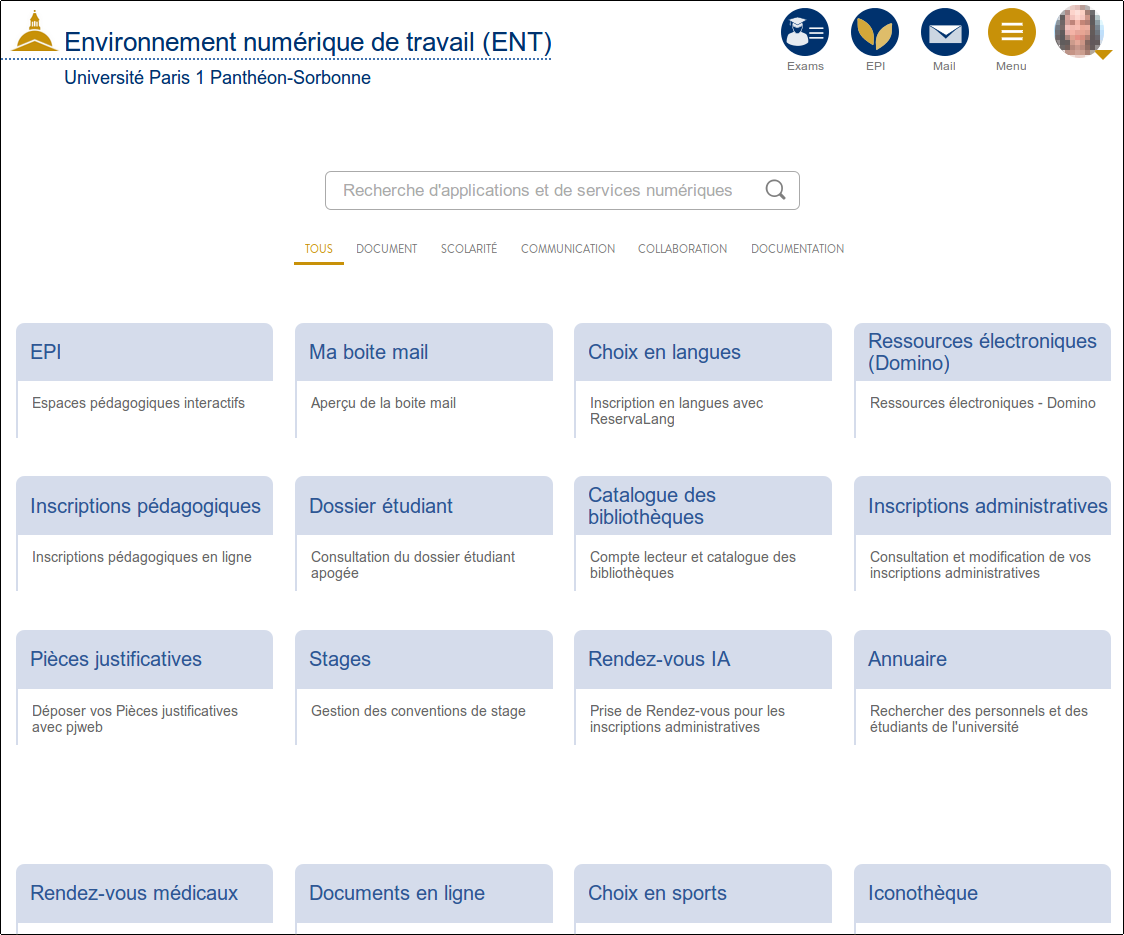 Environnement numérique de travail (ENT)
Université Paris 1 Panthéon-Sorbonne
Exams
EPI
Mail
Menu
Recherche d'applications et de services numériques
TOUS
DOCUMENT
SCOLARITÉ
COMMUNICATION
COLLABORATION
DOCUMENTATION
EPI
Espaces pédagogiques interactifs
Ma boite mail
Aperçu de la boite mail
Choix en langues
Inscription en langues avec
ReservaLang
Ressources électroniques
(Domino)
Ressources électroniques - Domino
Inscriptions pédagogiques
Inscriptions pédagogiques en ligne
Dossier étudiant
Consultation du dossier étudiant
apogée
Catalogue des
bibliothèques
Compte lecteur et catalogue des
bibliothèques
Inscriptions administratives
Consultation et modification de vos
inscriptions administratives
Pièces justificatives
Déposer vos Pièces justificatives
avec pjweb
Stages
Gestion des conventions de stage
Rendez-vous IA
Prise de Rendez-vous pour les
inscriptions administratives
Annuaire
Rechercher des personnels et des
étudiants de l'université
Rendez-vous médicaux
Documents en ligne
Choix en sports
Iconothèque